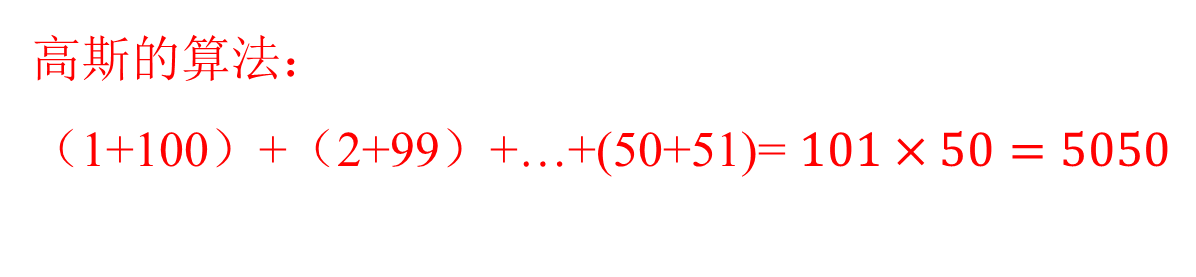 高斯的算法：
（1+100）+（2+99）+…+(50+51)= 101 × 50 = 5050